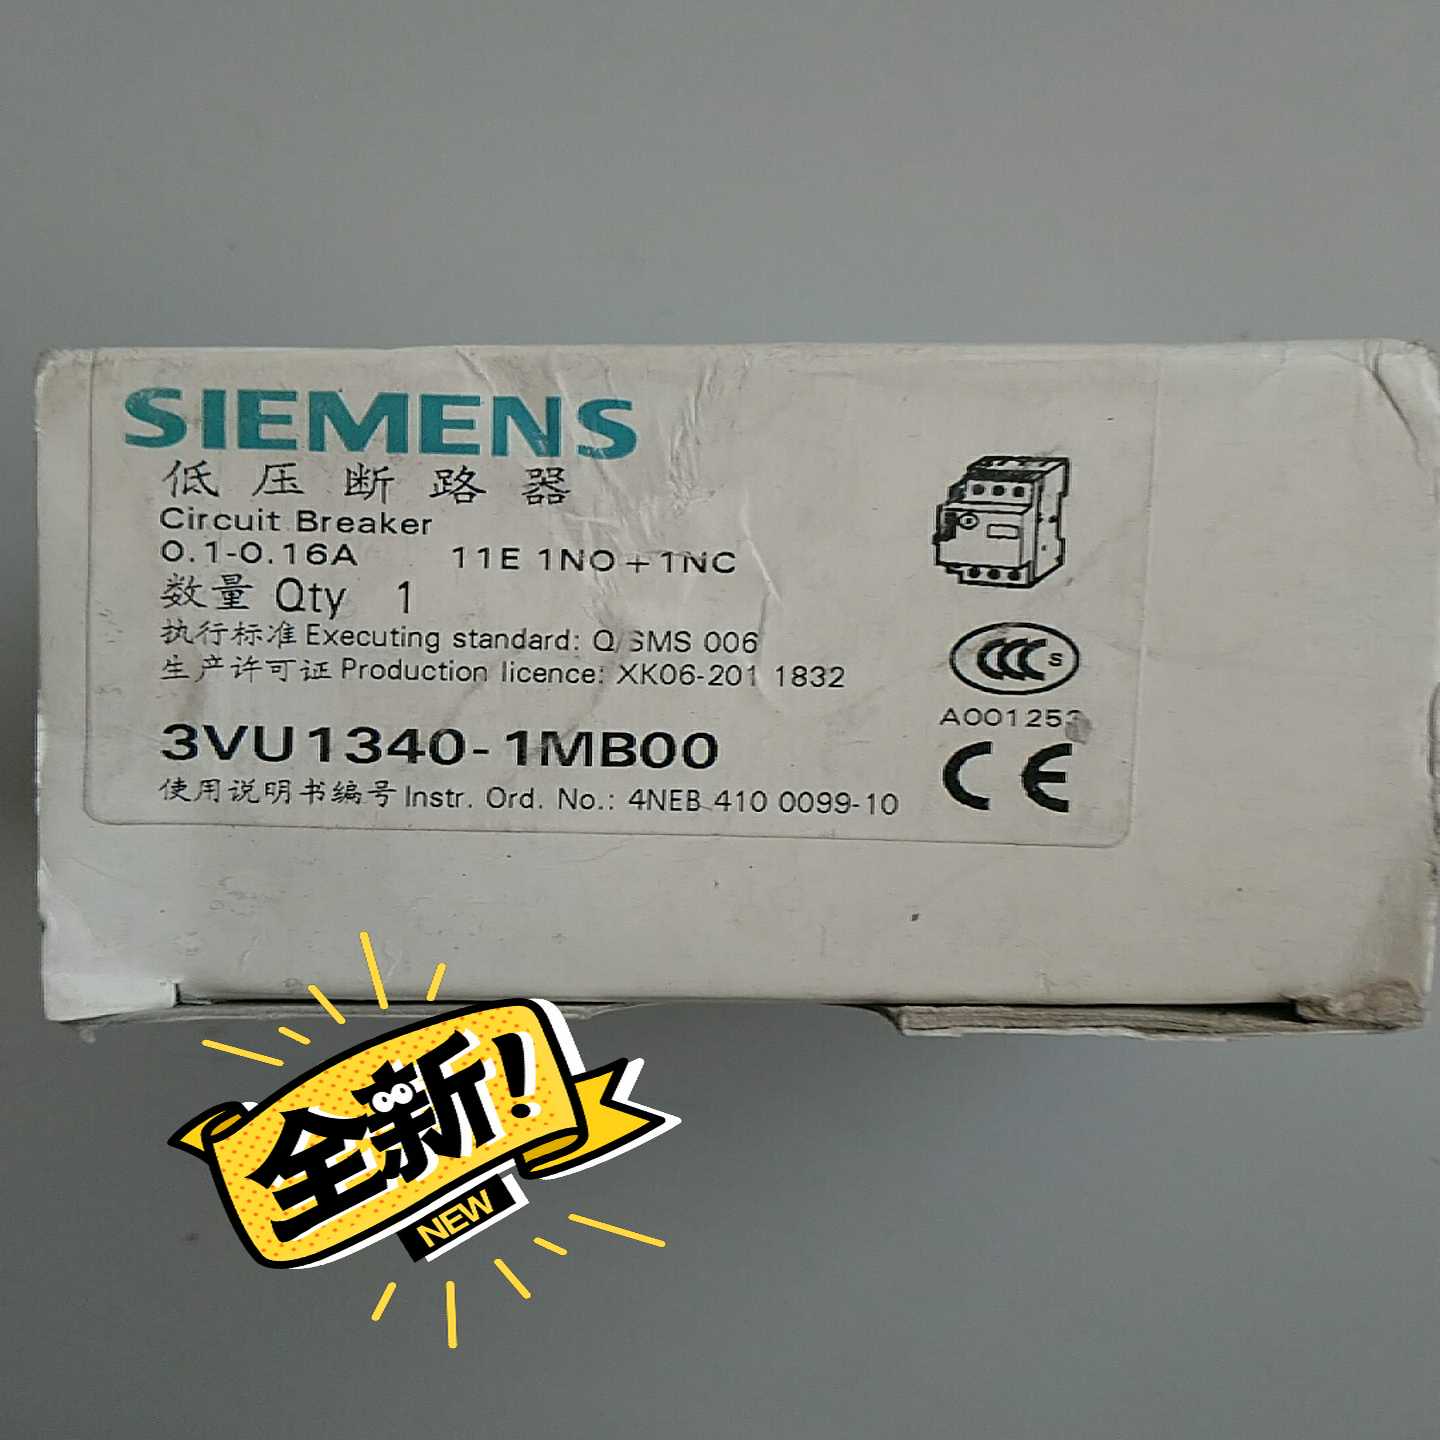 SIEMENS
低压断路器
Circuit Breaker
0.1-0.16A 11E 1NO+1NC
数量 Qty 1
执行标准 Executing standard: Q/SMS 006
生产许可证 Production licence: XK06-201 1832
3VU1340-1MB00
使用说明书编号 Instr. Ord. No.: 4NEB 410 0099-10
CCC S
CE
全新!
NEW